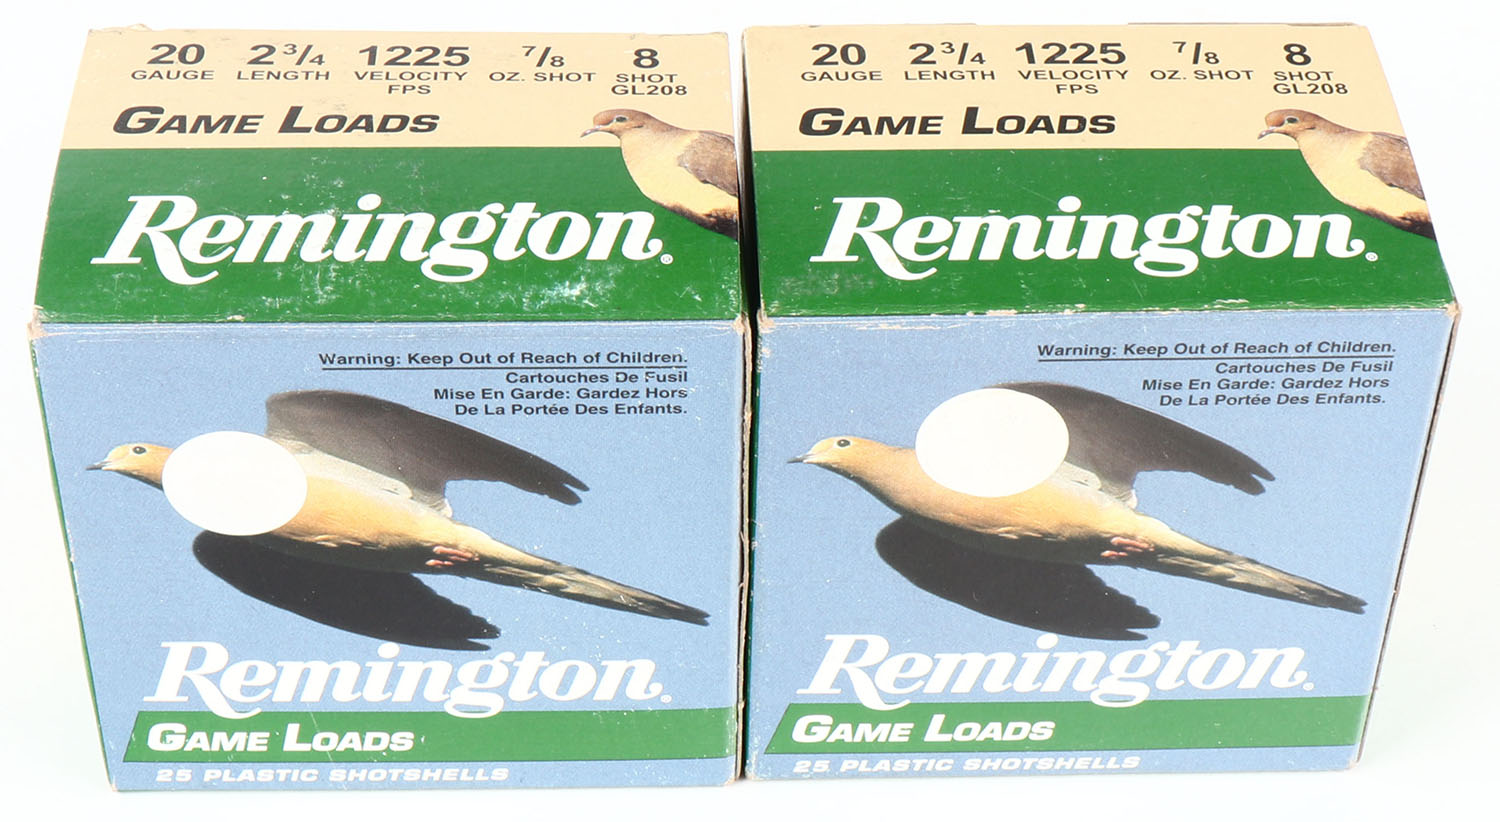 20 2 3/4 1225 7/8 8
GAUGE LENGTH VELOCITY OZ. SHOT SHOT
FPS GL208
GAME LOADS
Remington®
Warning: Keep Out of Reach of Children.
Cartouches De Fusil
Mise En Garde: Gardez Hors
De La Portée Des Enfants.
Remington®
GAME LOADS
25 PLASTIC SHOTSHELLS
20 2 3/4 1225 7/8 8
GAUGE LENGTH VELOCITY OZ. SHOT SHOT
FPS GL208
GAME LOADS
Remington®
Warning: Keep Out of Reach of Children.
Cartouches De Fusil
Mise En Garde: Gardez Hors
De La Portée Des Enfants.
Remington®
GAME LOADS
25 PLASTIC SHOTSHELLS